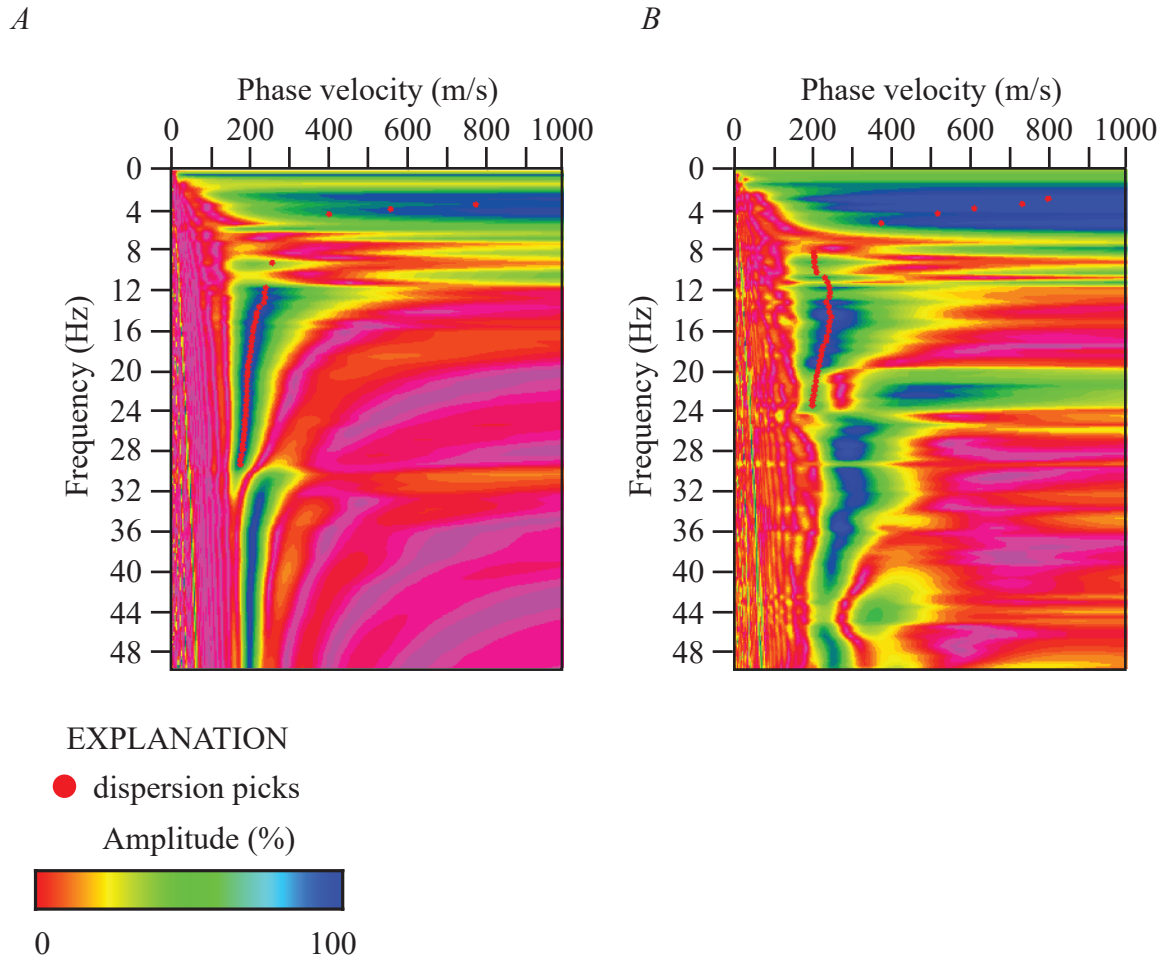 A
B
Phase velocity (m/s)
0 200 400 600 800 1000
Frequency (Hz)
0
4
8
12
16
20
24
28
32
36
40
44
48
Phase velocity (m/s)
0 200 400 600 800 1000
Frequency (Hz)
0
4
8
12
16
20
24
28
32
36
40
44
48
EXPLANATION
dispersion picks
Amplitude (%)
0 100